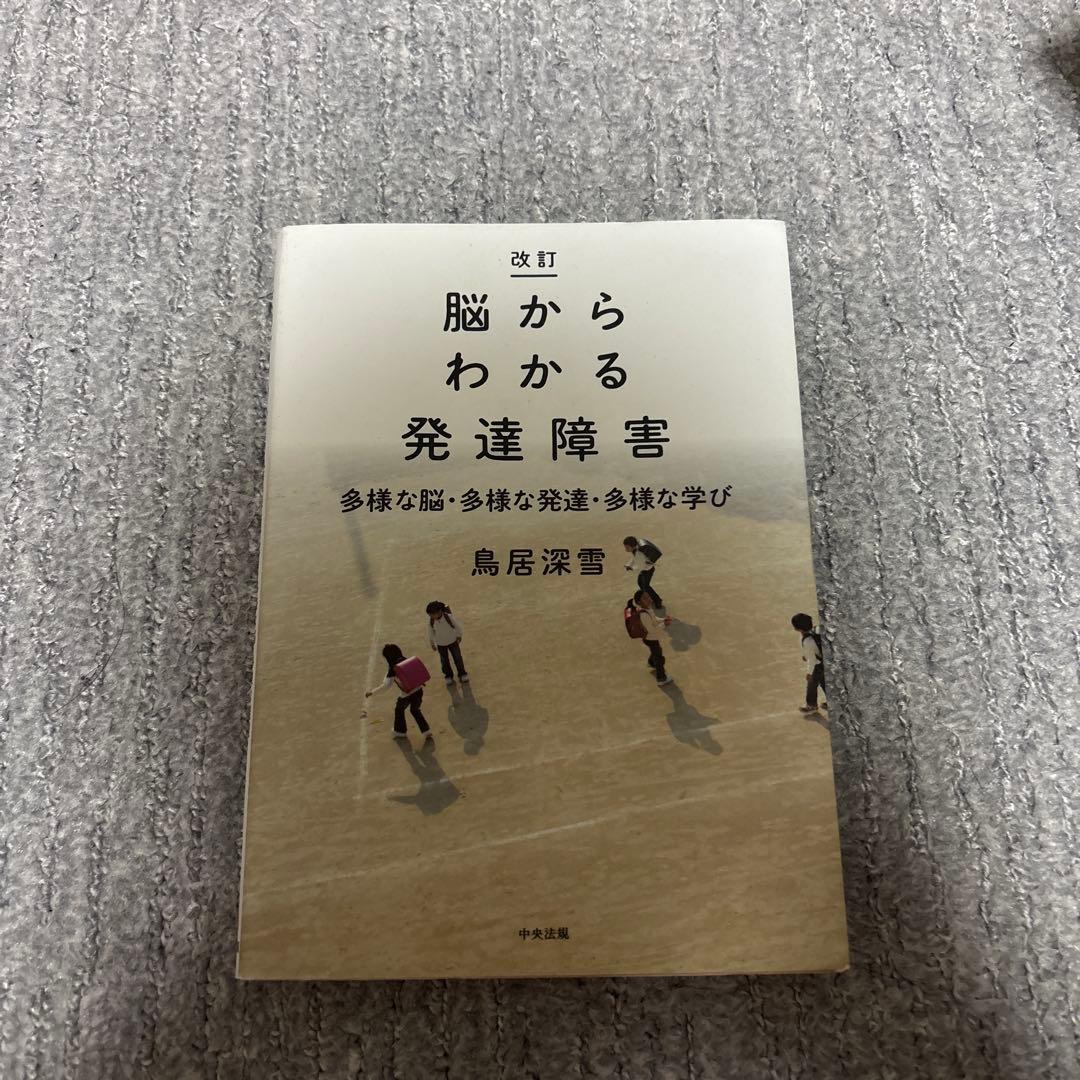 改訂
脳から
わかる
発達障害
多様な脳・多様な発達・多様な学び
鳥居深雪
中央法規